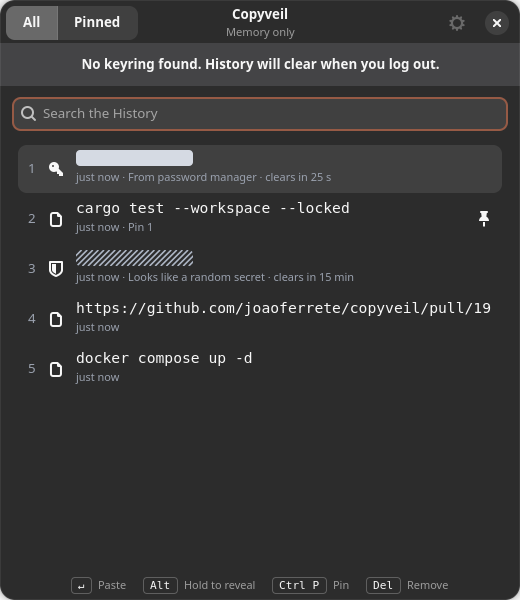 All
Pinned
Copyveil
Memory only
No keyring found. History will clear when you log out.
Search the History
1
just now · From password manager · clears in 25 s
2
cargo test --workspace --locked
just now · Pin 1
3
just now · Looks like a random secret · clears in 15 min
4
https://github.com/joaoferrete/copyveil/pull/19
just now
5
docker compose up -d
just now
↵ Paste Alt Hold to reveal Ctrl P Pin Del Remove